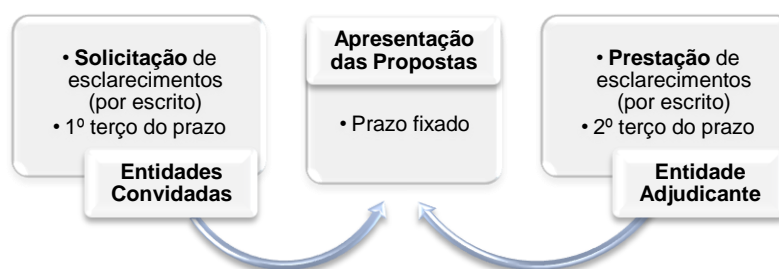 • Solicitação de
esclarecimentos
(por escrito)
• 1º terço do prazo
Entidades
Convidadas
Apresentação
das Propostas
• Prazo fixado
• Prestação de
esclarecimentos
(por escrito)
• 2º terço do prazo
Entidade
Adjudicante